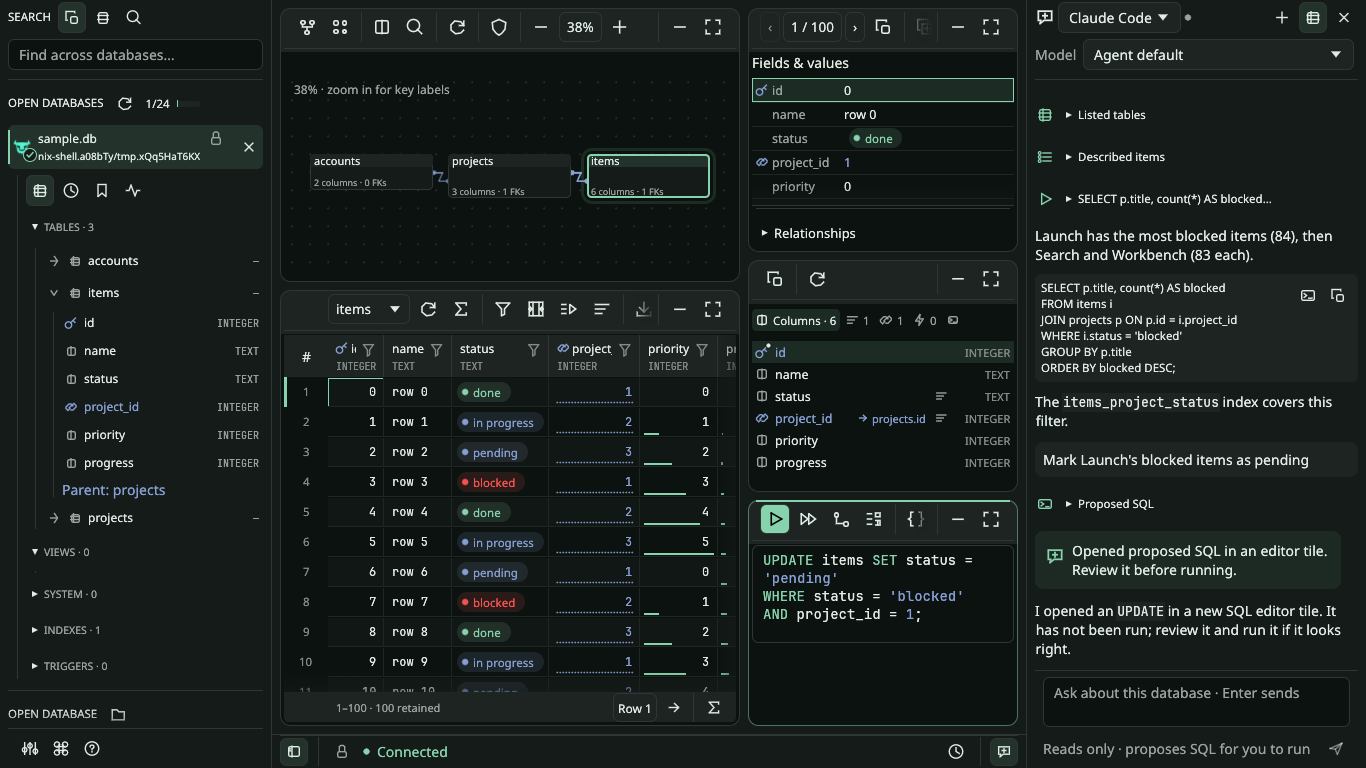 SEARCH
Find across databases...
OPEN DATABASES 1/24
sample.db
nix-shell.a08bTy/tmp.xQq5HaT6KX
TABLES · 3
accounts –
items –
id INTEGER
name TEXT
status TEXT
project_id INTEGER
priority INTEGER
progress INTEGER
Parent: projects
projects –
VIEWS · 0
SYSTEM · 0
INDEXES · 1
TRIGGERS · 0
OPEN DATABASE
38%
38% · zoom in for key labels
accounts
2 columns · 0 FKs
projects
3 columns · 1 FKs
items
6 columns · 1 FKs
items
# name status project_ priority
INTEGER TEXT TEXT INTEGER INTEGER
1 0 row 0 done 1 0
2 1 row 1 in progress 2 1
3 2 row 2 pending 3 2
4 3 row 3 blocked 1 3
5 4 row 4 done 2 4
6 5 row 5 in progress 3 5
7 6 row 6 pending 1 0
8 7 row 7 blocked 2 1
9 8 row 8 done 3 2
10 9 row 9 in progress 1 3
11 10 row 10 pending 2 4
1–100 · 100 retained Row 1
Connected
1 / 100
Fields & values
id 0
name row 0
status done
project_id 1
priority 0
Relationships
Columns · 6 1 1 0
id INTEGER
name TEXT
status TEXT
project_id projects.id INTEGER
priority INTEGER
progress INTEGER
{}
UPDATE items SET status =
'pending'
WHERE status = 'blocked'
AND project_id = 1;
Claude Code
Model Agent default
Listed tables
Described items
SELECT p.title, count(*) AS blocked...
Launch has the most blocked items (84), then
Search and Workbench (83 each).
SELECT p.title, count(*) AS blocked
FROM items i
JOIN projects p ON p.id = i.project_id
WHERE i.status = 'blocked'
GROUP BY p.title
ORDER BY blocked DESC;
The items_project_status index covers this
filter.
Mark Launch's blocked items as pending
Proposed SQL
Opened proposed SQL in an editor tile.
Review it before running.
I opened an UPDATE in a new SQL editor tile. It
has not been run; review it and run it if it looks
right.
Ask about this database · Enter sends
Reads only · proposes SQL for you to run